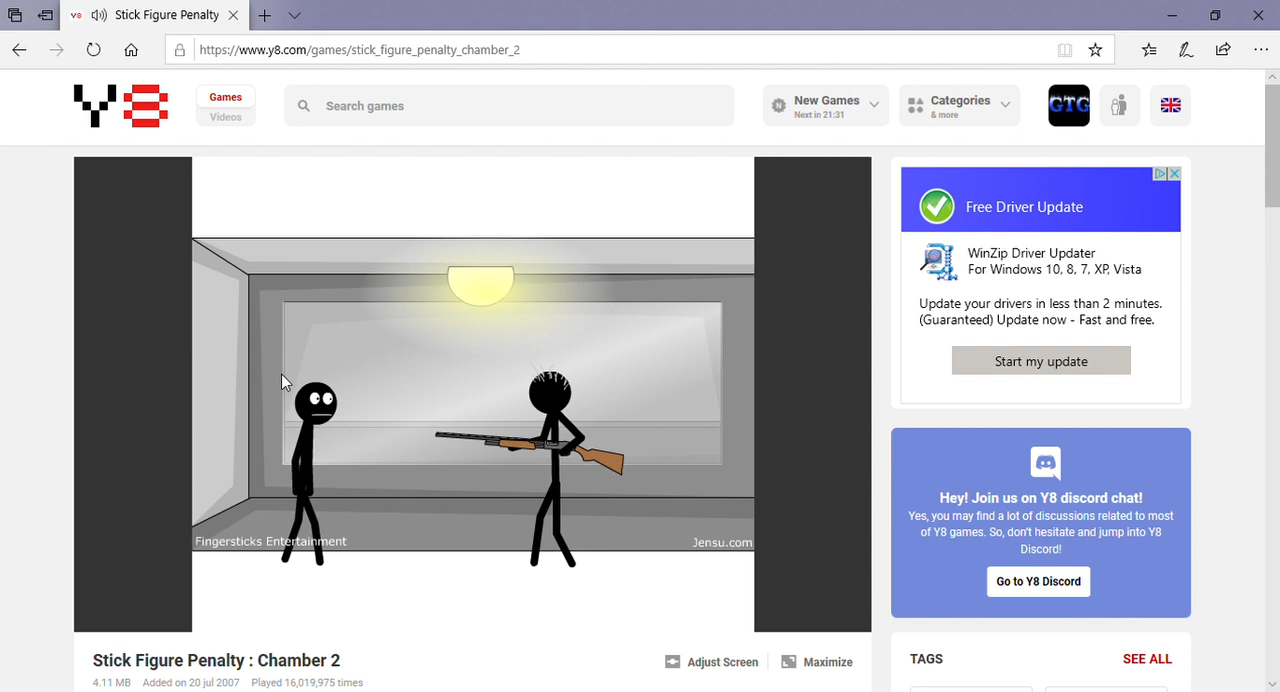 Y8 Stick Figure Penalty
https://www.y8.com/games/stick_figure_penalty_chamber_2
Y8
Games
Videos
Search games
N
New Games
Next in 21:31
Categories
& more
GTG
Free Driver Update
WinZip Driver Updater
For Windows 10, 8, 7, XP, Vista
Update your drivers in less than 2 minutes.
(Guaranteed) Update now - Fast and free.
Start my update
Hey! Join us on Y8 discord chat!
Yes, you may find a lot of discussions related to most
of Y8 games. So, don't hesitate and jump into Y8
Discord!
Go to Y8 Discord
Fingersticks Entertainment
Jensu.com
Stick Figure Penalty : Chamber 2
Adjust Screen
Maximize
4.11 MB Added on 20 jul 2007 Played 16,019,975 times
TAGS
SEE ALL